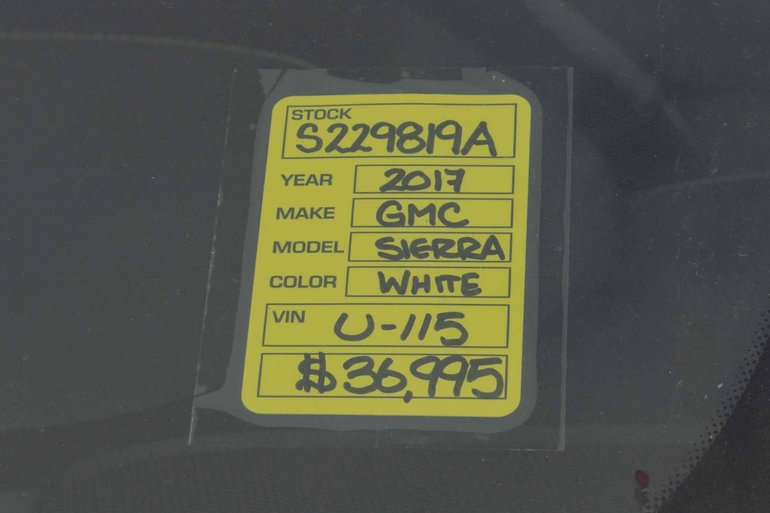 STOCK
S229819A
YEAR 2017
MAKE GMC
MODEL SIERRA
COLOR WHITE
VIN U-115
$36,995